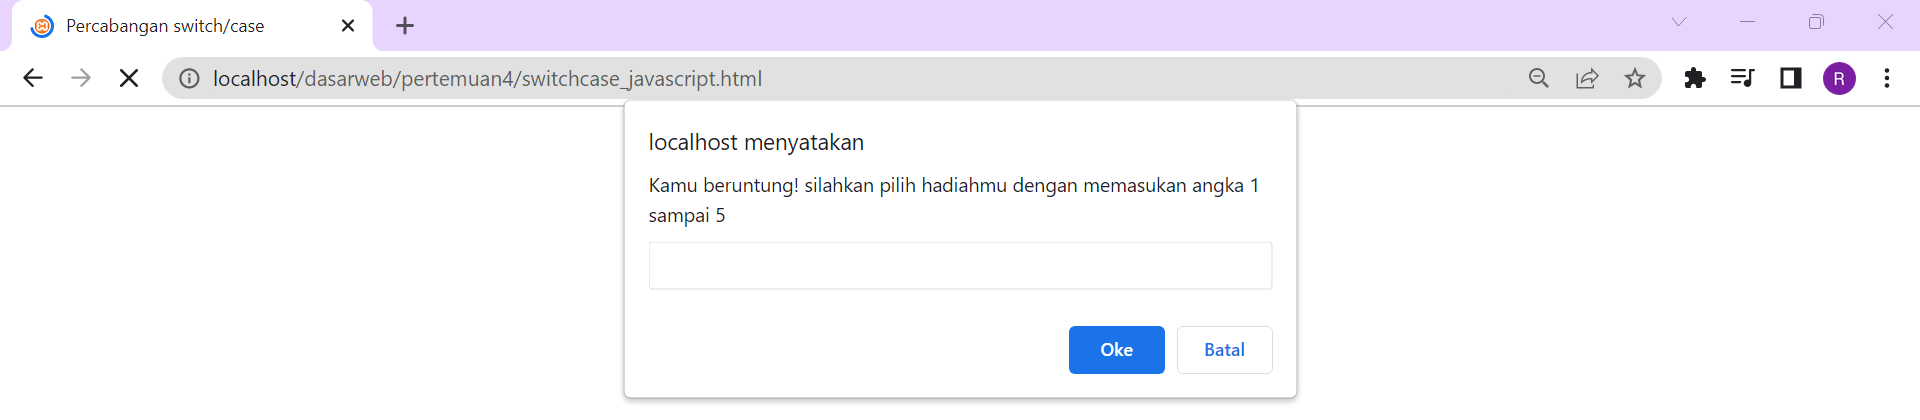 Percabangan switch/case
localhost/dasarweb/pertemuan4/switchcase_javascript.html
R
localhost menyatakan
Kamu beruntung! silahkan pilih hadiahmu dengan memasukan angka 1
sampai 5
Oke
Batal